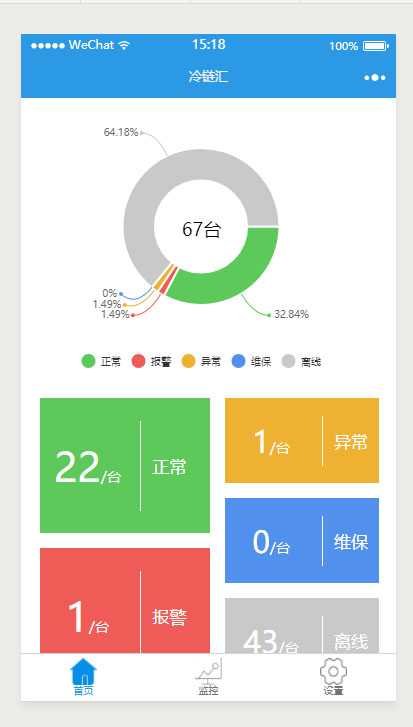 ●●●●● WeChat 15:18 100%
冷链汇
64.18%
67台
0%
1.49%
1.49%
32.84%
正常 报警 异常 维保 离线
22/台 正常
1/台 异常
0/台 维保
1/台 报警
43/台 离线
首页 监控 设置